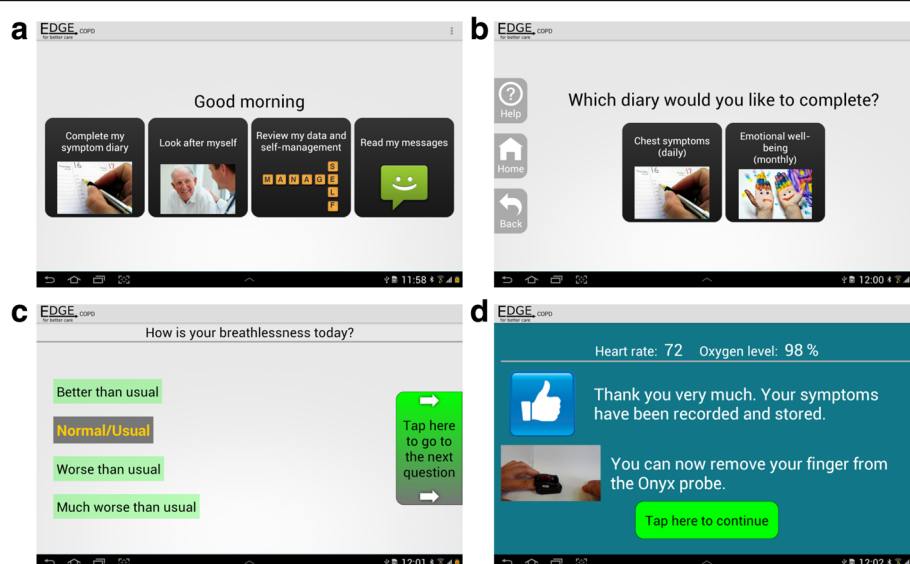 a
EDGE COPD
for better care
Good morning
Complete my
symptom diary
16
17
Look after myself
Review my data and
self-management
S
MANAGE
L
F
Read my messages
11:58
b
EDGE COPD
for better care
Help
Home
Back
Which diary would you like to complete?
Chest symptoms
(daily)
16
17
Emotional well-
being
(monthly)
12:00
c
EDGE COPD
for better care
How is your breathlessness today?
Better than usual
Normal/Usual
Worse than usual
Much worse than usual
Tap here
to go to
the next
question
12:01
d
EDGE COPD
for better care
Heart rate: 72 Oxygen level: 98 %
Thank you very much. Your symptoms
have been recorded and stored.
You can now remove your finger from
the Onyx probe.
Tap here to continue
12:02